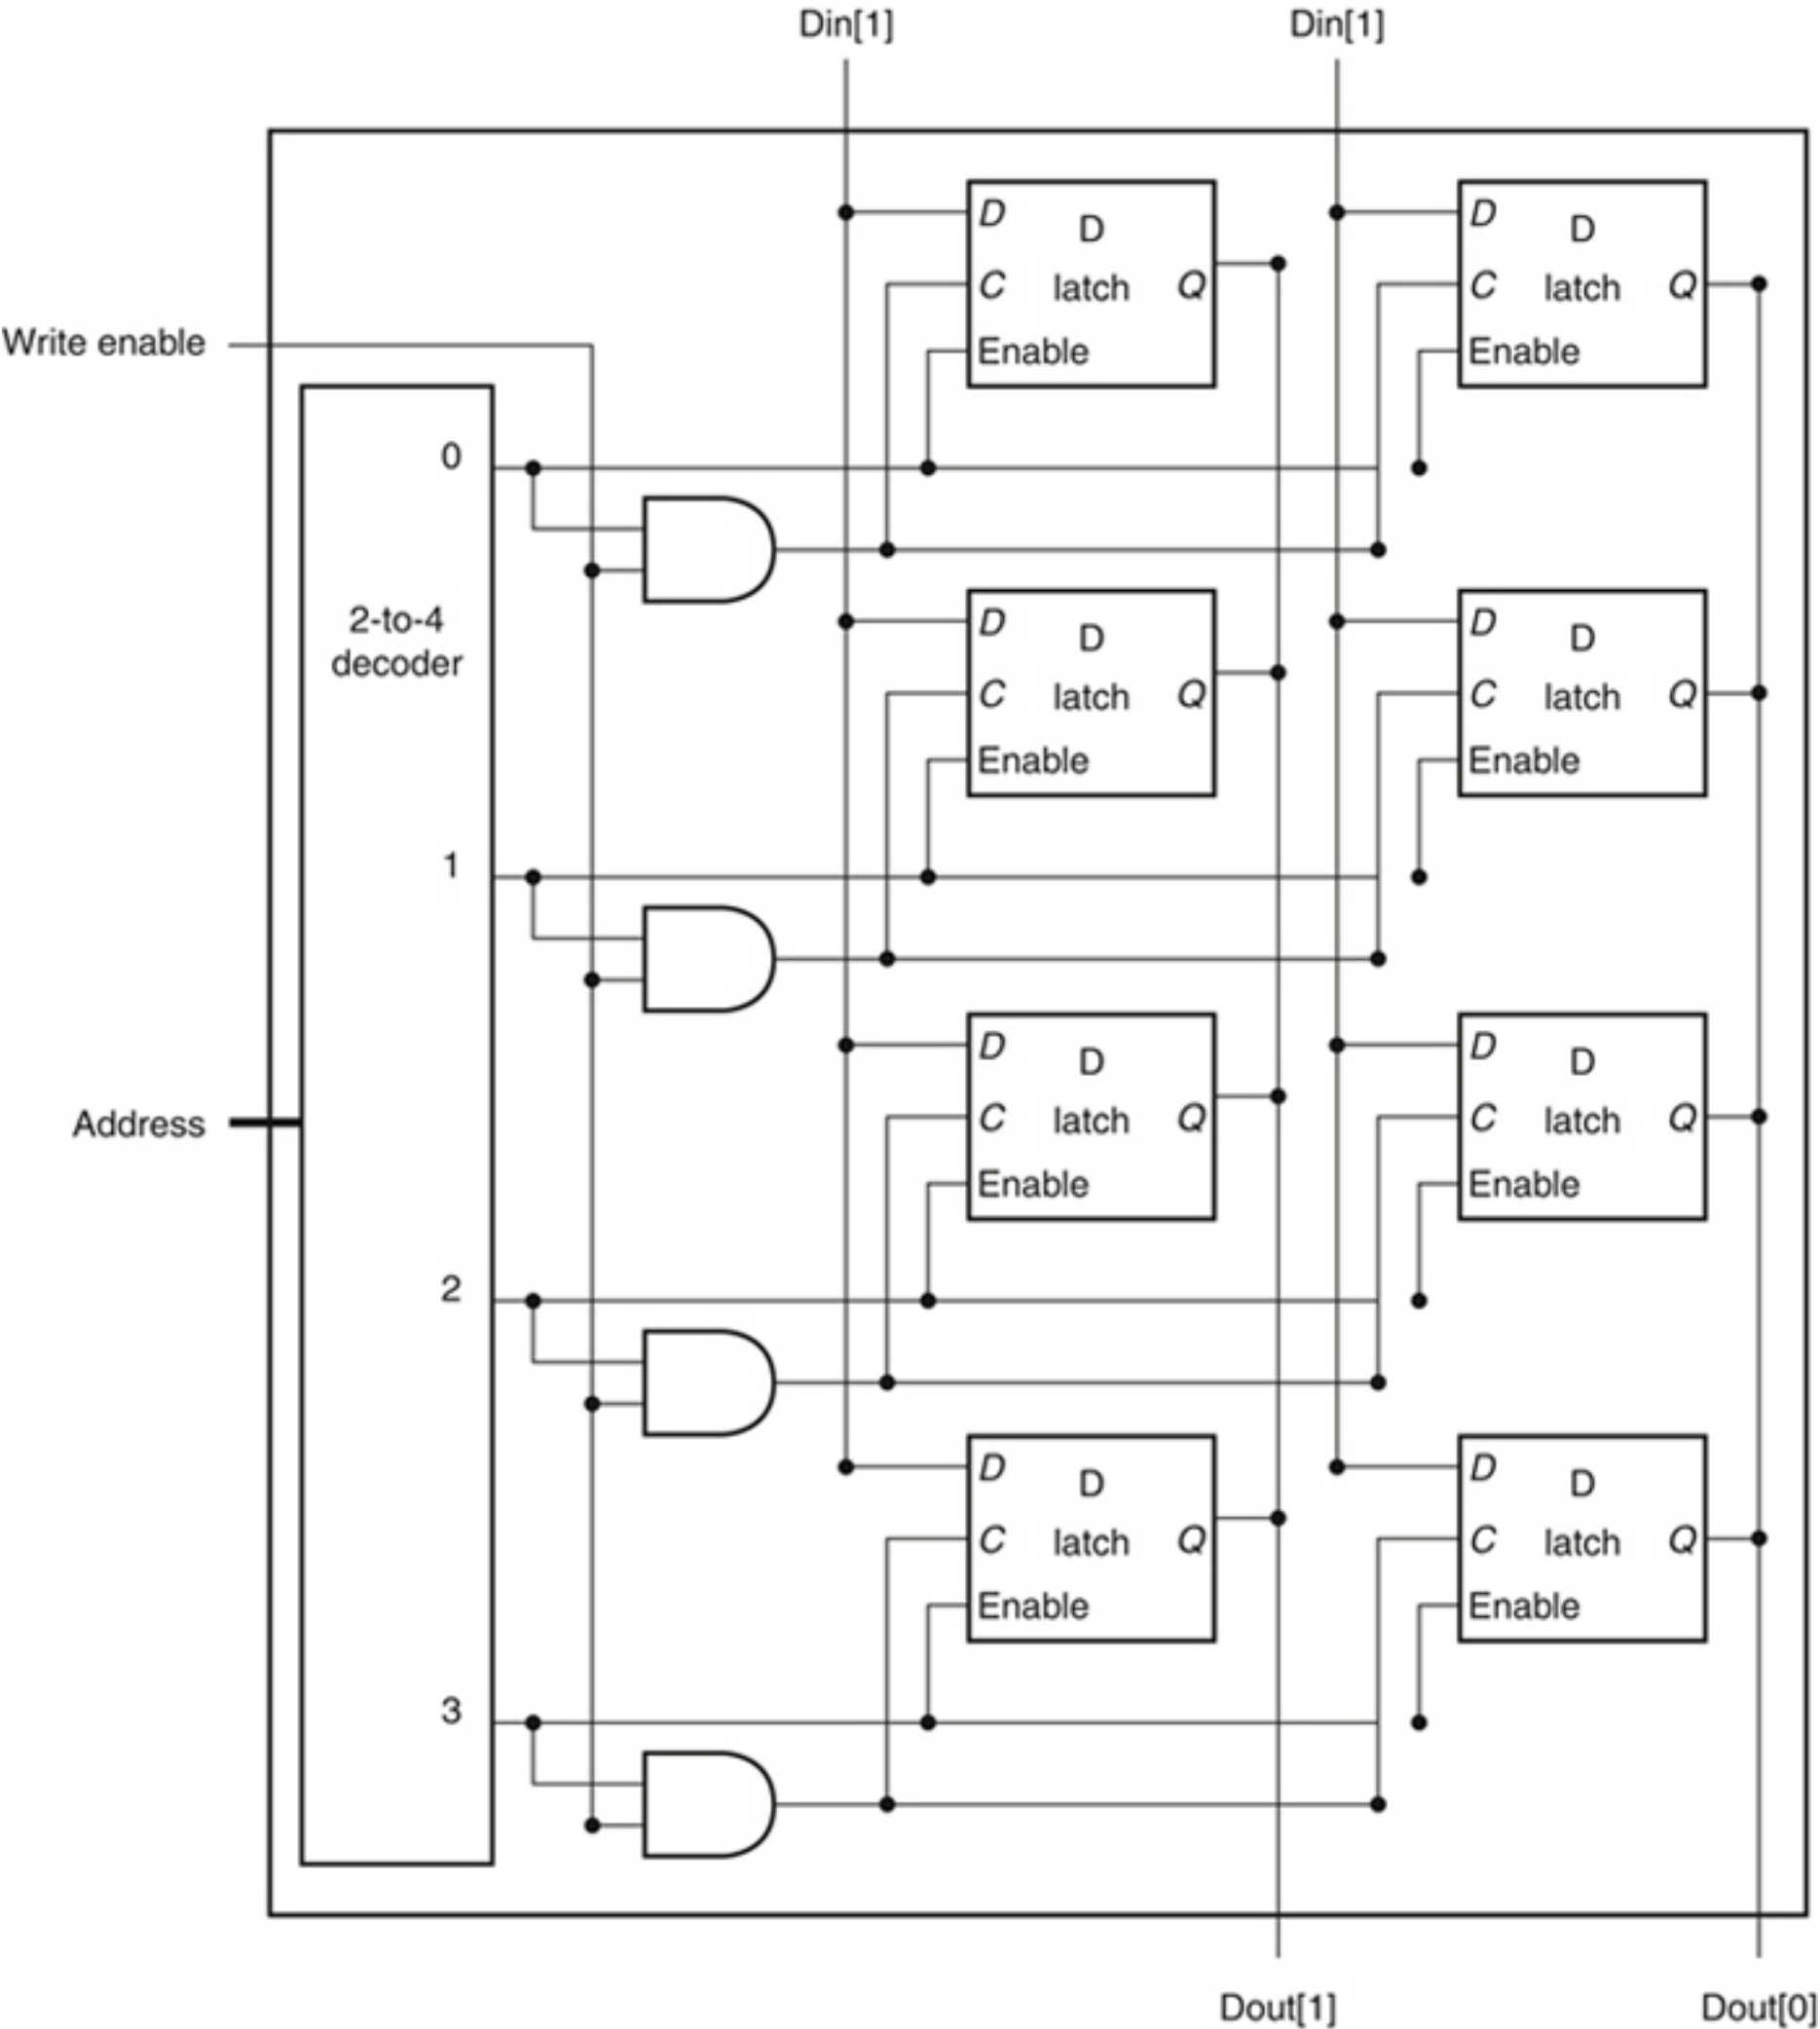 Din[1] Din[1]
D D
C latch Q
Enable
D D
C latch Q
Enable
Write enable
0
D D
C latch Q
Enable
D D
C latch Q
Enable
2-to-4
decoder
1
D D
C latch Q
Enable
D D
C latch Q
Enable
Address
2
D D
C latch Q
Enable
D D
C latch Q
Enable
3
Dout[1] Dout[0]